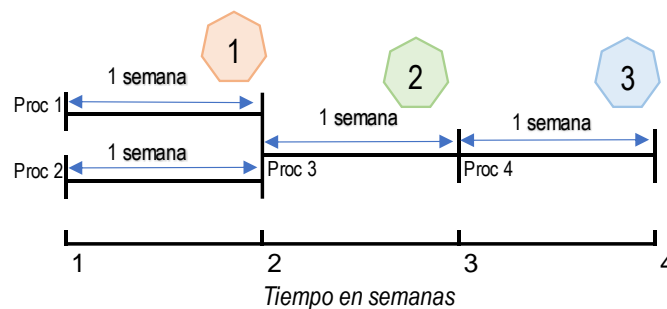 1
2
3
1 semana
Proc 1
1 semana
1 semana
1 semana
Proc 2
Proc 3
Proc 4
1
2
3
4
Tiempo en semanas